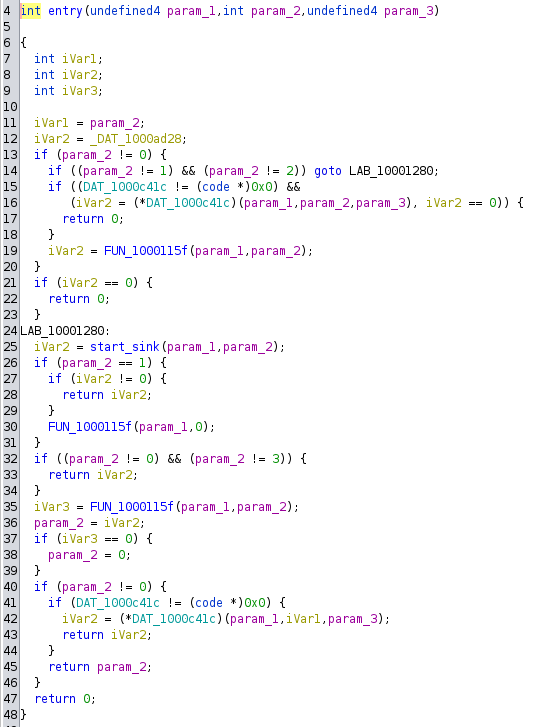 4 int entry(undefined4 param_1,int param_2,undefined4 param_3)
5
6 {
7   int iVar1;
8   int iVar2;
9   int iVar3;
10
11   iVar1 = param_2;
12   iVar2 = _DAT_1000ad28;
13   if (param_2 != 0) {
14     if ((param_2 != 1) && (param_2 != 2)) goto LAB_10001280;
15     if ((DAT_1000c41c != (code *)0x0) &&
16        (iVar2 = (*DAT_1000c41c)(param_1,param_2,param_3), iVar2 == 0)) {
17       return 0;
18     }
19     iVar2 = FUN_1000115f(param_1,param_2);
20   }
21   if (iVar2 == 0) {
22     return 0;
23   }
24 LAB_10001280:
25   iVar2 = start_sink(param_1,param_2);
26   if (param_2 == 1) {
27     if (iVar2 != 0) {
28       return iVar2;
29     }
30     FUN_1000115f(param_1,0);
31   }
32   if ((param_2 != 0) && (param_2 != 3)) {
33     return iVar2;
34   }
35   iVar3 = FUN_1000115f(param_1,param_2);
36   param_2 = iVar2;
37   if (iVar3 == 0) {
38     param_2 = 0;
39   }
40   if (param_2 != 0) {
41     if (DAT_1000c41c != (code *)0x0) {
42       iVar2 = (*DAT_1000c41c)(param_1,iVar1,param_3);
43       return iVar2;
44     }
45     return param_2;
46   }
47   return 0;
48 }